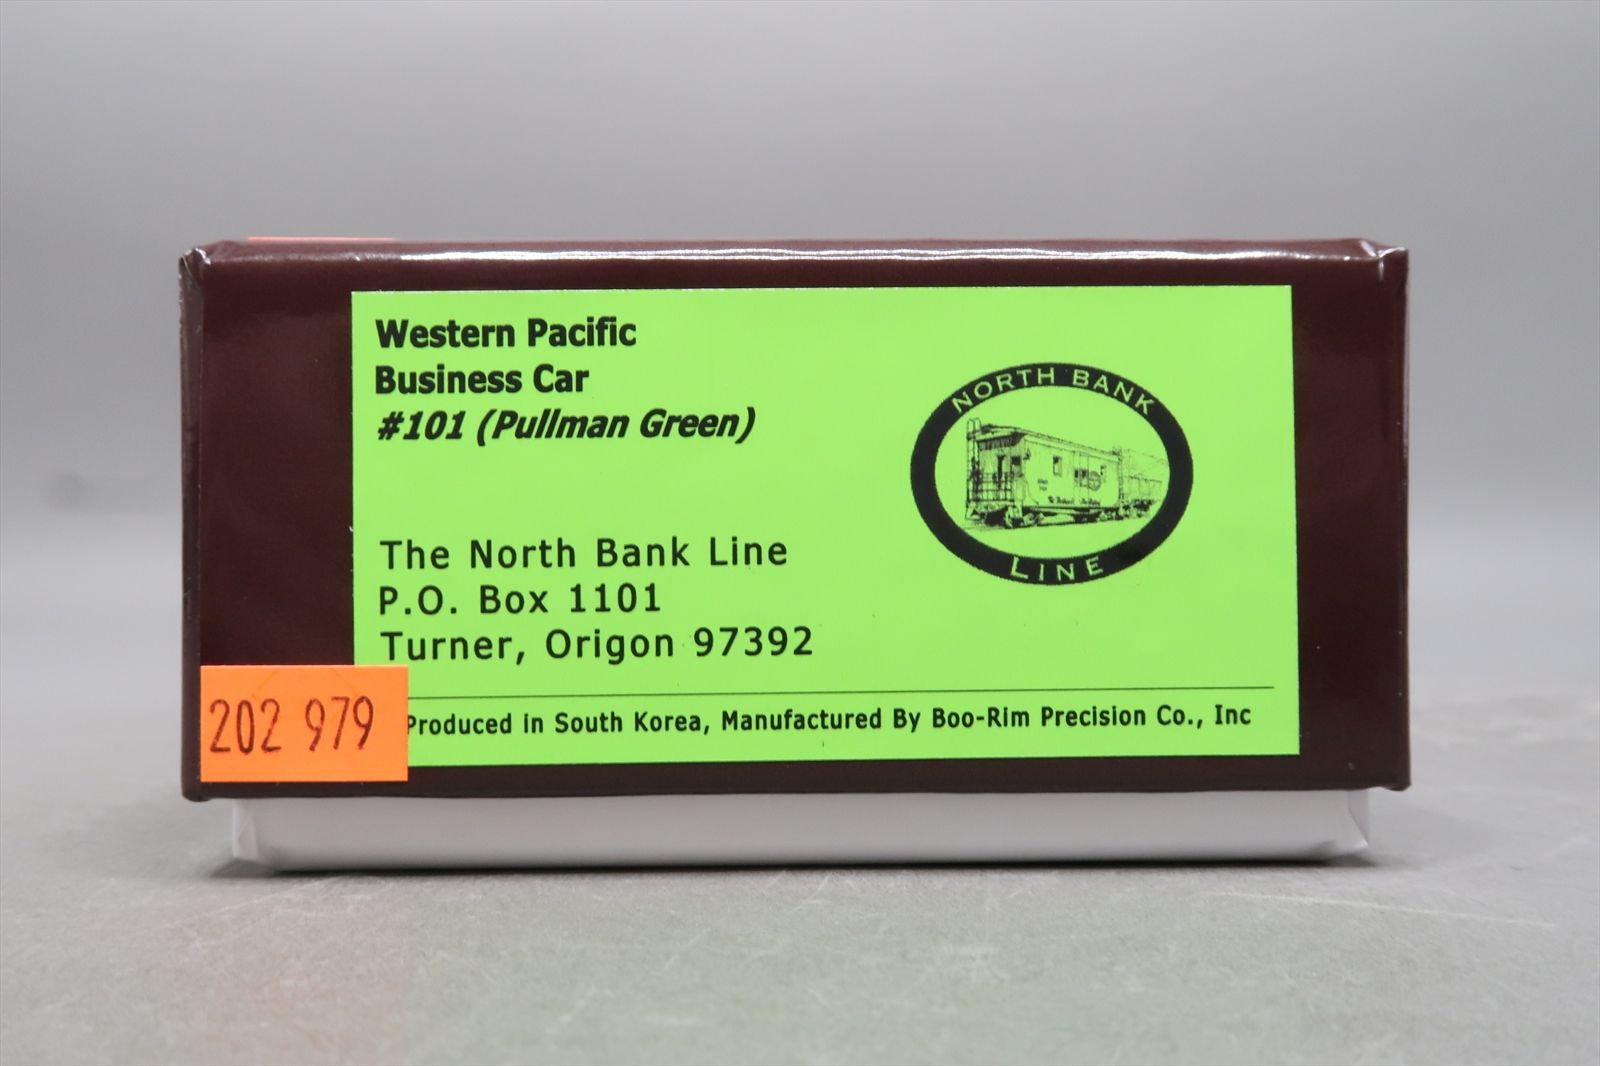 Western Pacific
Business Car
#101 (Pullman Green)
NORTH BANK
LINE
The North Bank Line
P.O. Box 1101
Turner, Origon 97392
202 979
Produced in South Korea, Manufactured By Boo-Rim Precision Co., Inc